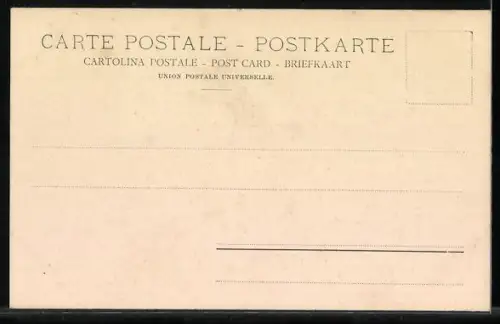 CARTE POSTALE - POSTKARTE
CARTOLINA POSTALE - POST CARD - BRIEFKAART
UNION POSTALE UNIVERSELLE.